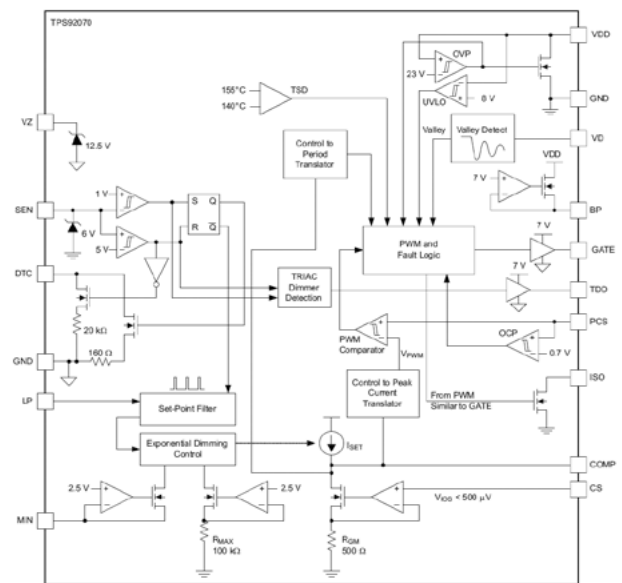 TPS92070
VDD
OVP
23 V
GND
155°C
140°C
TSD
UVLO
8 V
VZ
12.5 V
Valley
Valley Detect
VD
Control to
Period
Translator
VDD
7 V
BP
1 V
S Q
SEN
6 V
5 V
R Q
PWM and
Fault Logic
7 V
GATE
DTC
TRIAC
Dimmer
Detection
7 V
TDO
20 kΩ
PWM
Comparator
OCP
PCS
0.7 V
GND
160 Ω
VPWM
LP
Set-Point Filter
Control to Peak
Current
Translator
From PWM
Similar to GATE
ISO
Exponential Dimming
Control
ISET
COMP
2.5 V
2.5 V
VIOS < 500 µV
CS
MIN
RMAX
100 kΩ
RGM
500 Ω